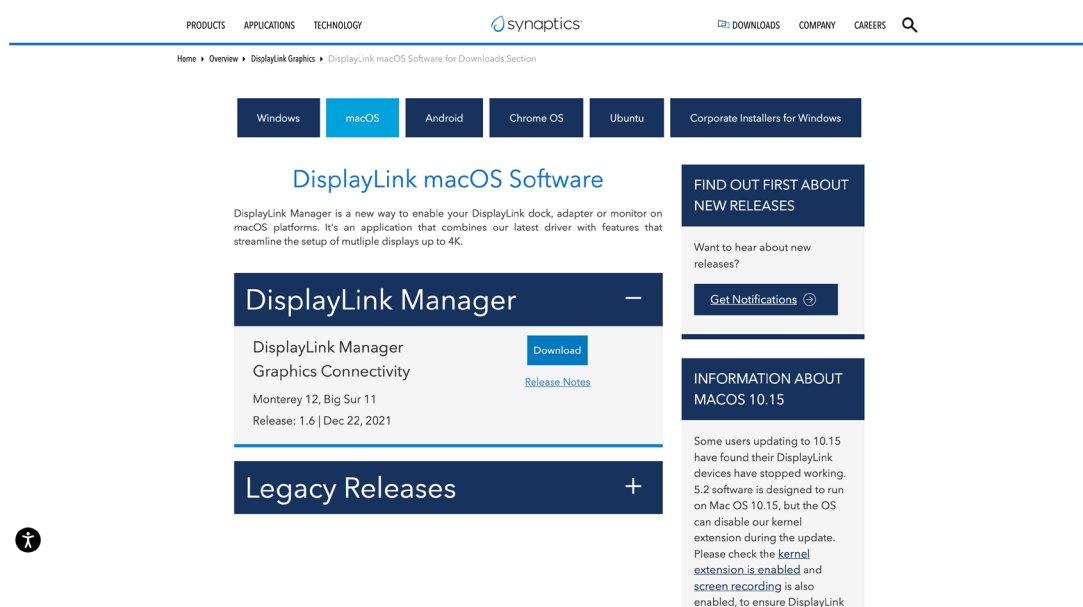 PRODUCTS APPLICATIONS TECHNOLOGY
synaptics
DOWNLOADS COMPANY CAREERS
Home Overview DisplayLink Graphics DisplayLink macOS Software for Downloads Section
Windows
macOS
Android
Chrome OS
Ubuntu
Corporate Installers for Windows
DisplayLink macOS Software
DisplayLink Manager is a new way to enable your DisplayLink dock, adapter or monitor on
macOS platforms. It's an application that combines our latest driver with features that
streamline the setup of mutliple displays up to 4K.
DisplayLink Manager
DisplayLink Manager
Graphics Connectivity
Monterey 12, Big Sur 11
Release: 1.6 | Dec 22, 2021
Download
Release Notes
Legacy Releases
FIND OUT FIRST ABOUT
NEW RELEASES
Want to hear about new
releases?
Get Notifications
INFORMATION ABOUT
MACOS 10.15
Some users updating to 10.15
have found their DisplayLink
devices have stopped working.
5.2 software is designed to run
on Mac OS 10.15, but the OS
can disable our kernel
extension during the update.
Please check the kernel
extension is enabled and
screen recording is also
enabled, to ensure DisplayLink